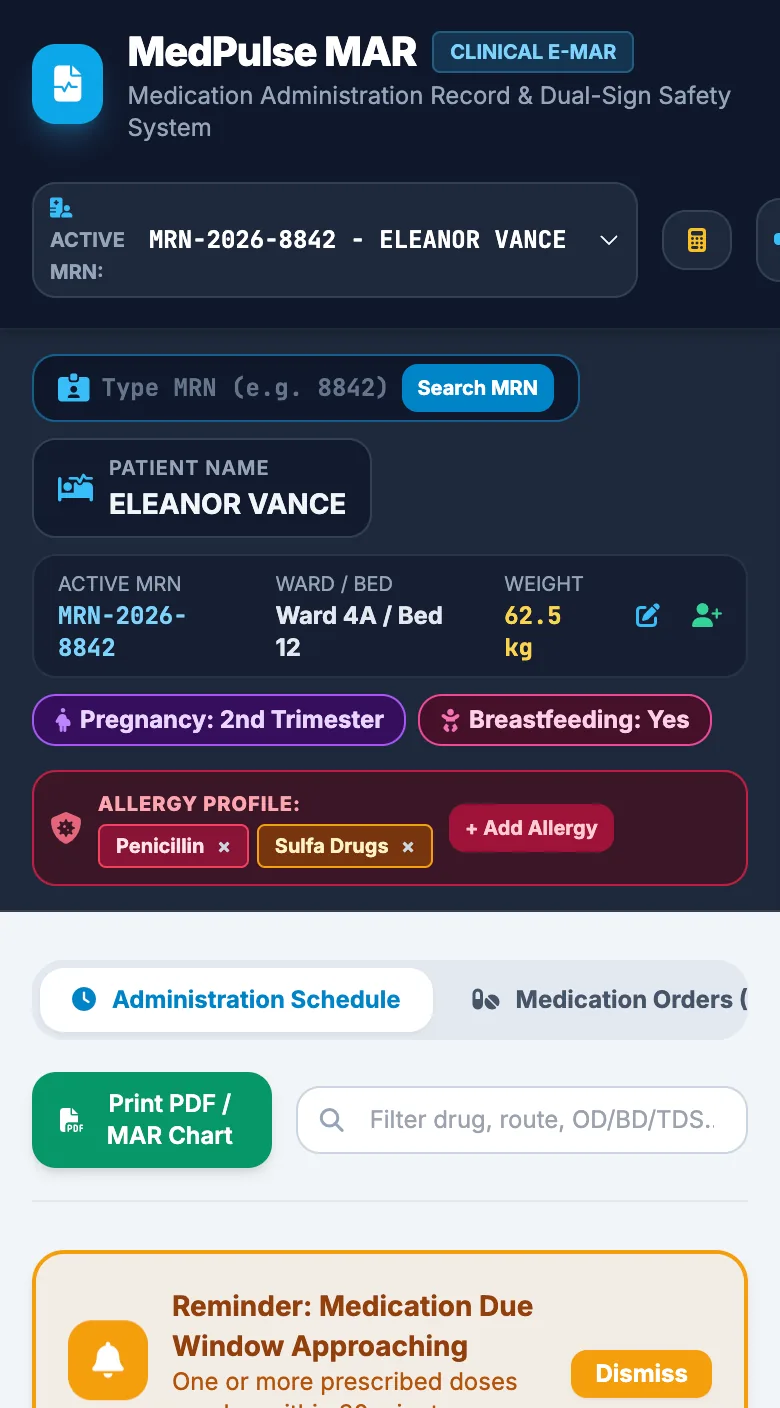 MedPulse MAR
CLINICAL E-MAR
Medication Administration Record & Dual-Sign Safety
System
ACTIVE
MRN:
MRN-2026-8842 - ELEANOR VANCE
Type MRN (e.g. 8842)
Search MRN
PATIENT NAME
ELEANOR VANCE
ACTIVE MRN
MRN-2026-
8842
WARD / BED
Ward 4A / Bed
12
WEIGHT
62.5
kg
Pregnancy: 2nd Trimester
Breastfeeding: Yes
ALLERGY PROFILE:
Penicillin ×
Sulfa Drugs ×
+ Add Allergy
Administration Schedule
Medication Orders (
Print PDF /
MAR Chart
PDF
Filter drug, route, OD/BD/TDS..
Reminder: Medication Due
Window Approaching
One or more prescribed doses
Dismiss